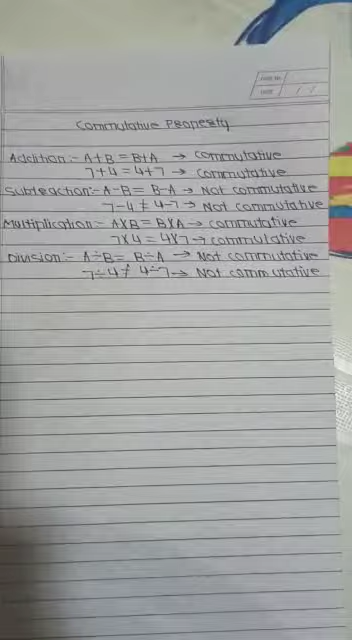 Commutative Property
Addition:- A+B = B+A → commutative
7+4 = 4+7 → commutative
Subtraction:- A-B = B-A → Not commutative
7-4 ≠ 4-7 → Not commutative
Multiplication:- A×B = B×A → commutative
7×4 = 4×7 → commulative
Division:- A÷B = B÷A → Not commutative
7÷4 ≠ 4÷7 → Not commutative